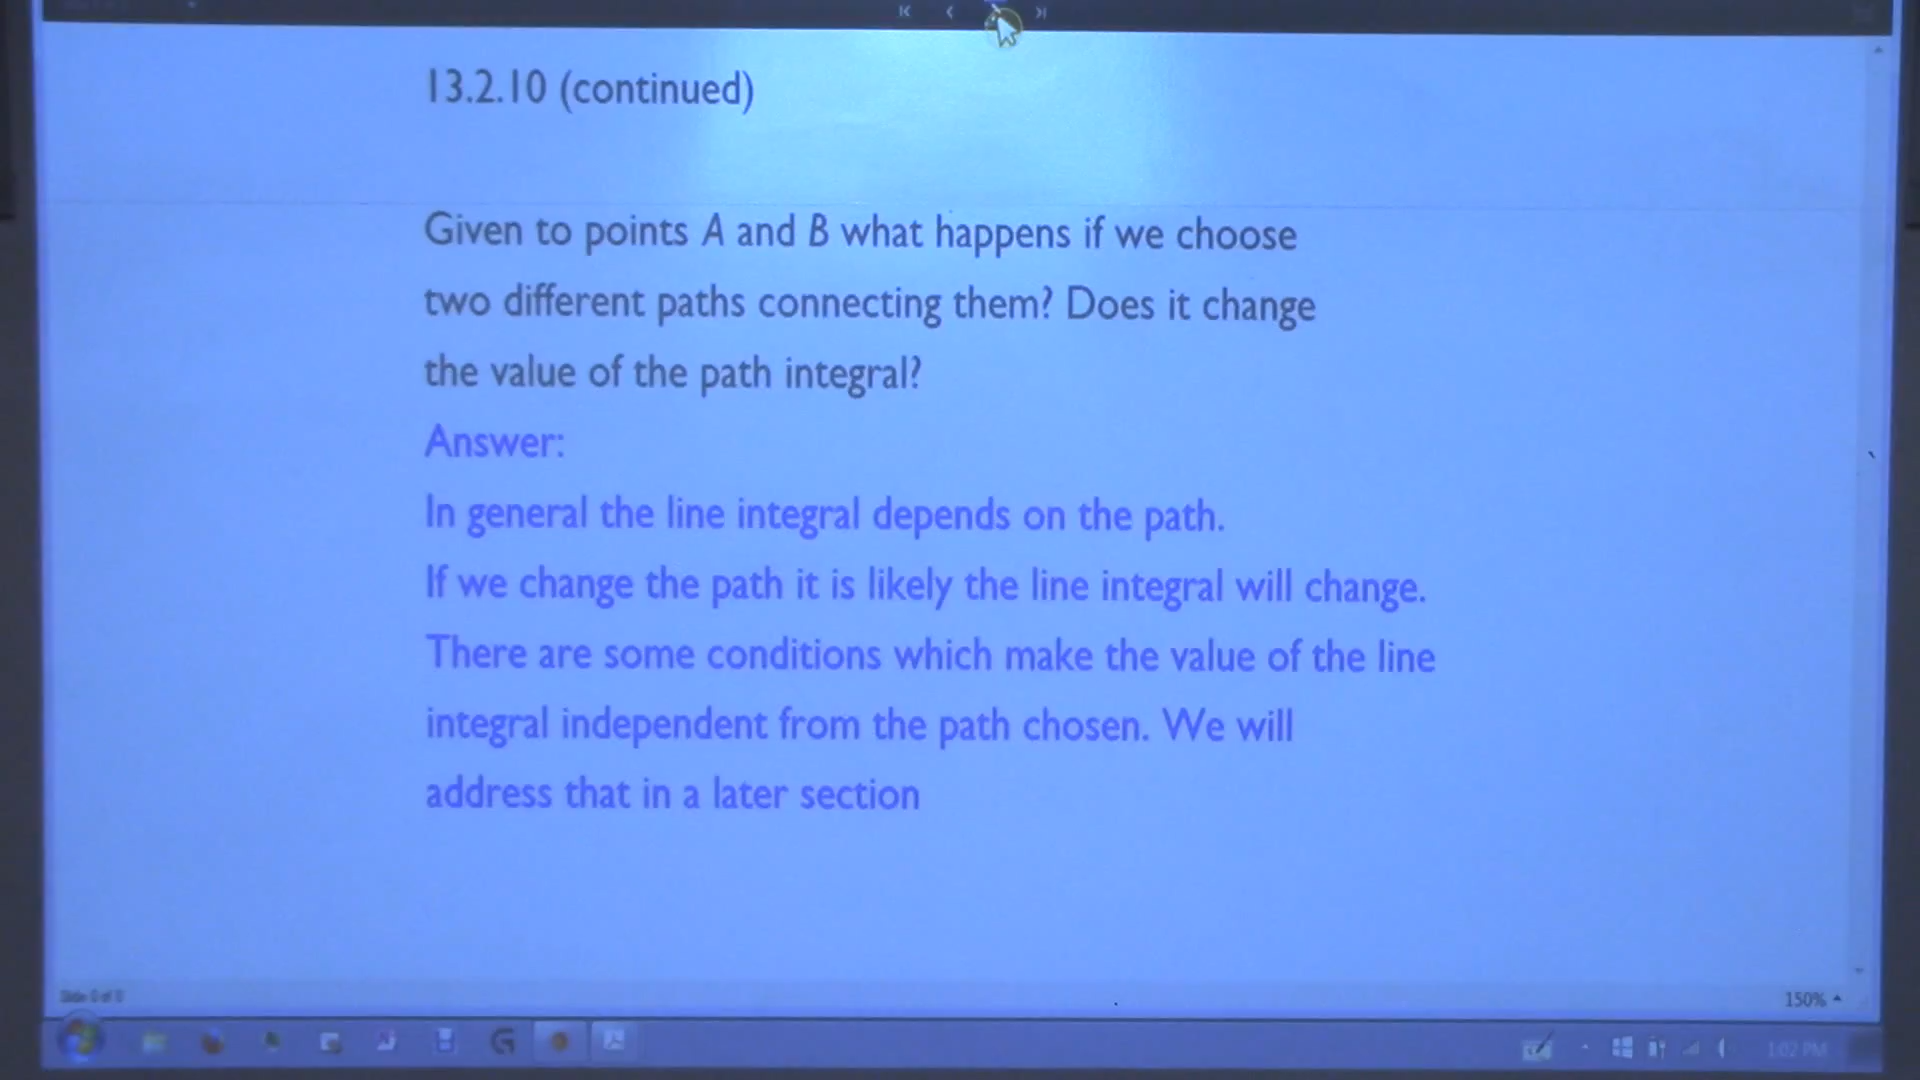 13.2.10 (continued)
Given to points A and B what happens if we choose
two different paths connecting them? Does it change
the value of the path integral?
Answer:
In general the line integral depends on the path.
If we change the path it is likely the line integral will change.
There are some conditions which make the value of the line
integral independent from the path chosen. We will
address that in a later section
150%
1:02 PM